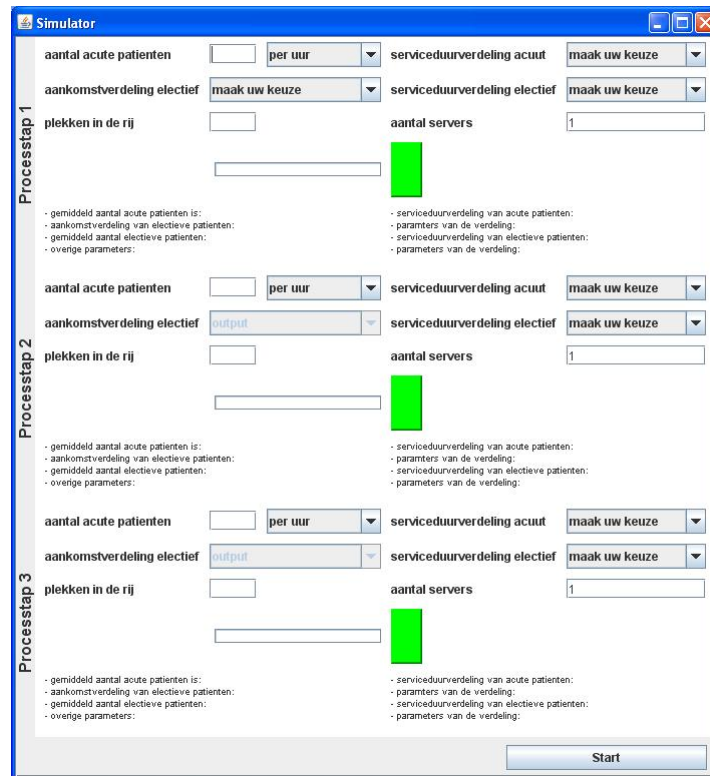 Simulator
Processtap 1
aantal acute patienten per uur serviceduurverdeling acuut maak uw keuze
aankomstverdeling electief maak uw keuze serviceduurverdeling electief maak uw keuze
plekken in de rij aantal servers 1
- gemiddeld aantal acute patienten is: - serviceduurverdeling van acute patienten:
- aankomstverdeling van electieve patienten: - paramters van de verdeling:
- gemiddeld aantal electieve patienten: - serviceduurverdeling van electieve patienten:
- overige parameters: - parameters van de verdeling:
Processtap 2
aantal acute patienten per uur serviceduurverdeling acuut maak uw keuze
aankomstverdeling electief output serviceduurverdeling electief maak uw keuze
plekken in de rij aantal servers 1
- gemiddeld aantal acute patienten is: - serviceduurverdeling van acute patienten:
- aankomstverdeling van electieve patienten: - paramters van de verdeling:
- gemiddeld aantal electieve patienten: - serviceduurverdeling van electieve patienten:
- overige parameters: - parameters van de verdeling:
Processtap 3
aantal acute patienten per uur serviceduurverdeling acuut maak uw keuze
aankomstverdeling electief output serviceduurverdeling electief maak uw keuze
plekken in de rij aantal servers 1
- gemiddeld aantal acute patienten is: - serviceduurverdeling van acute patienten:
- aankomstverdeling van electieve patienten: - paramters van de verdeling:
- gemiddeld aantal electieve patienten: - serviceduurverdeling van electieve patienten:
- overige parameters: - parameters van de verdeling:
Start